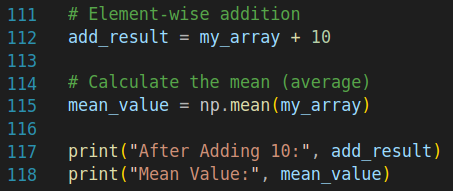 111 # Element-wise addition
112 add_result = my_array + 10
113
114 # Calculate the mean (average)
115 mean_value = np.mean(my_array)
116
117 print("After Adding 10:", add_result)
118 print("Mean Value:", mean_value)